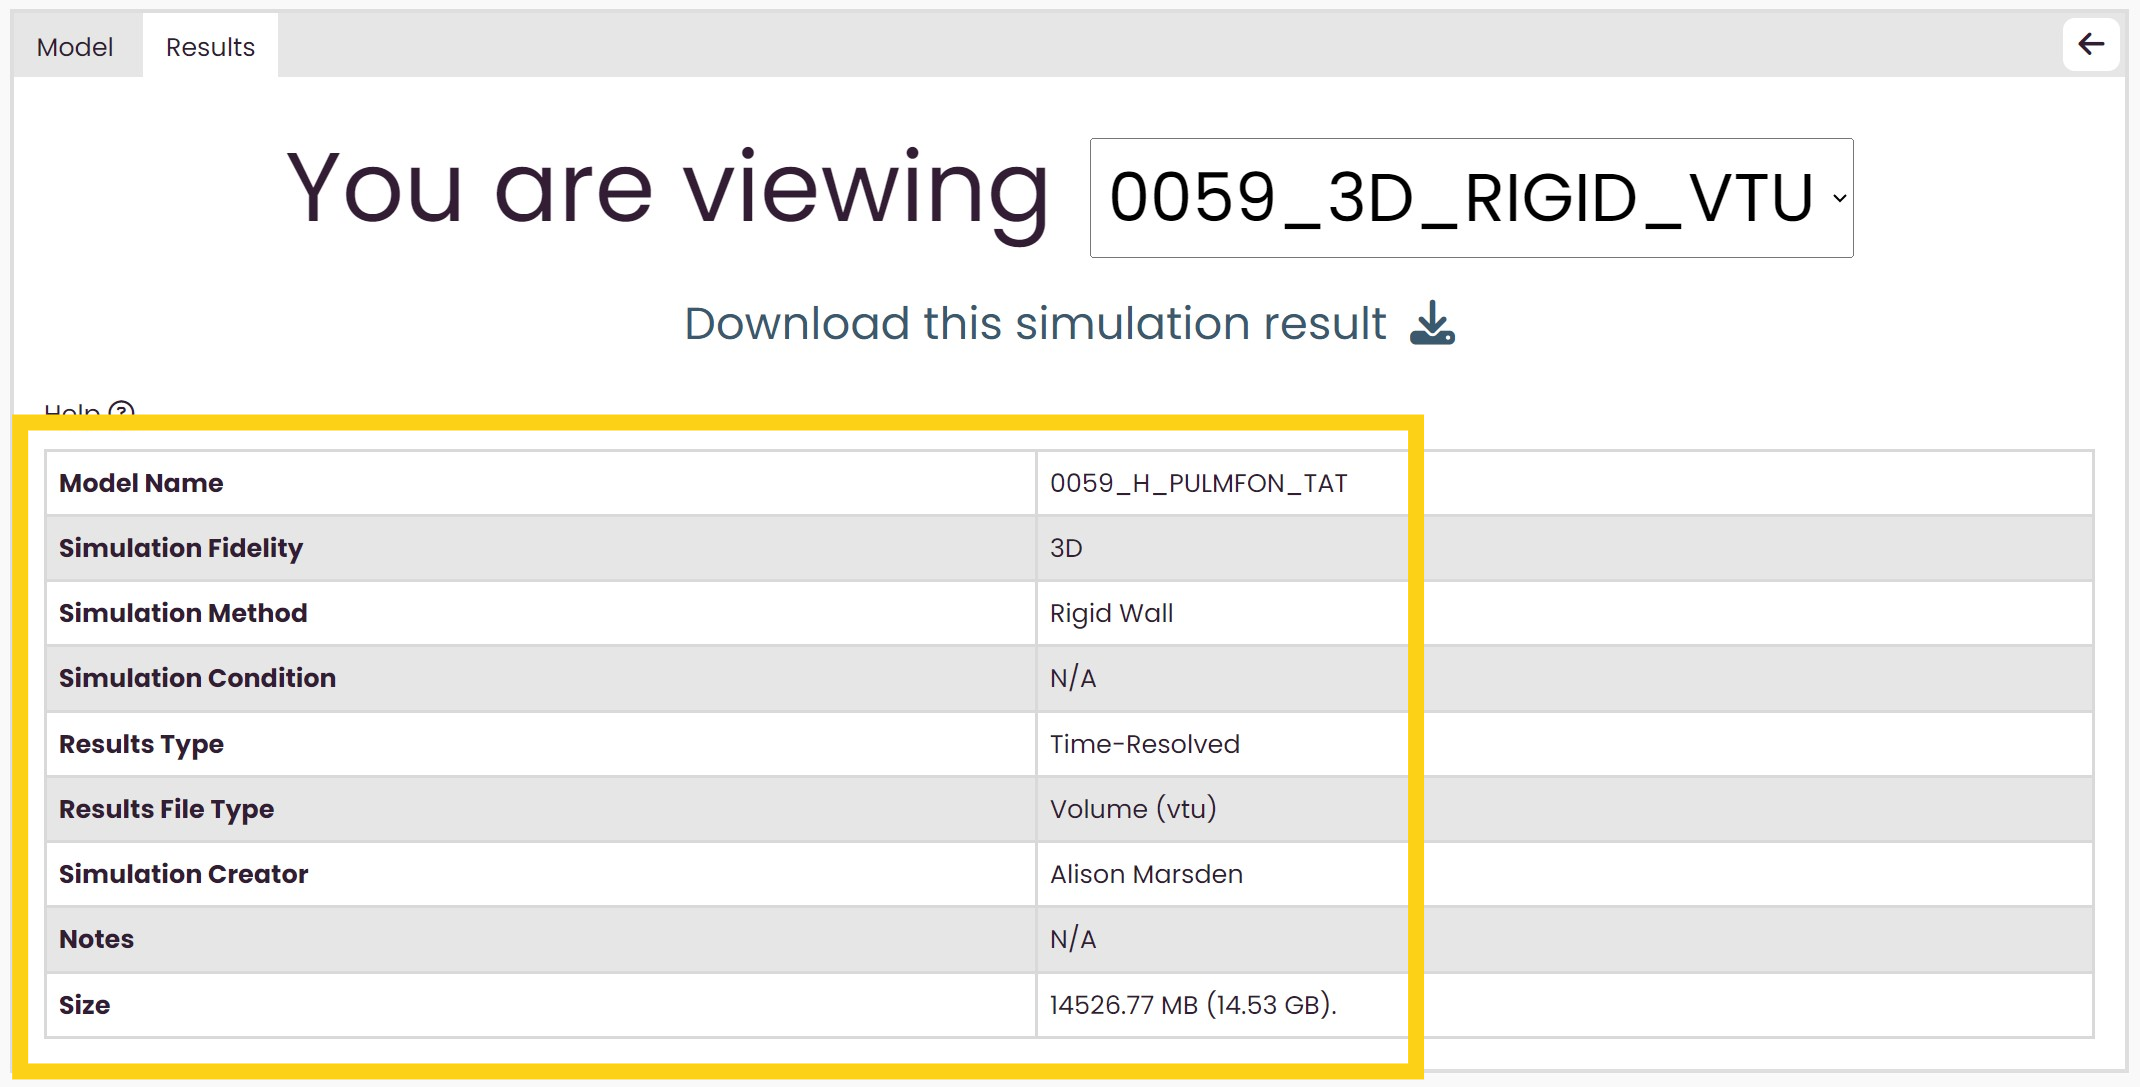 Model Results
You are viewing 0059_3D_RIGID_VTU
Download this simulation result
Help
Model Name 0059_H_PULMFON_TAT
Simulation Fidelity 3D
Simulation Method Rigid Wall
Simulation Condition N/A
Results Type Time-Resolved
Results File Type Volume (vtu)
Simulation Creator Alison Marsden
Notes N/A
Size 14526.77 MB (14.53 GB).